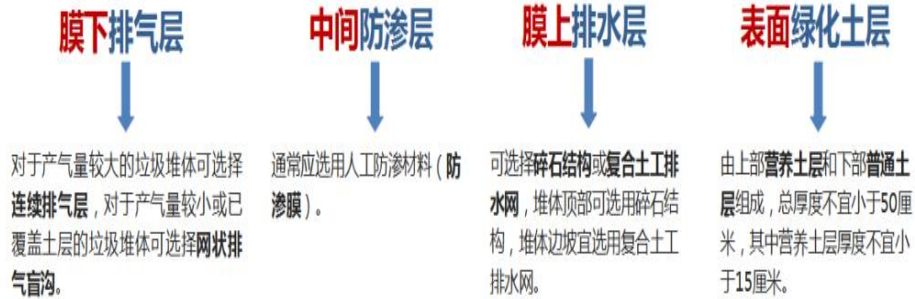 膜下排气层
对于产气量较大的垃圾堆体可选择
连续排气层，对于产气量较小或已
覆盖土层的垃圾堆体可选择网状排
气盲沟。
中间防渗层
通常应选用人工防渗材料（防
渗膜）。
膜上排水层
可选择碎石结构或复合土工排
水网，堆体顶部可选用碎石结
构，堆体边坡宜选用复合土工
排水网。
表面绿化土层
由上部营养土层和下部普通土
层组成，总厚度不宜小于50厘
米，其中营养土层厚度不宜小
于15厘米。